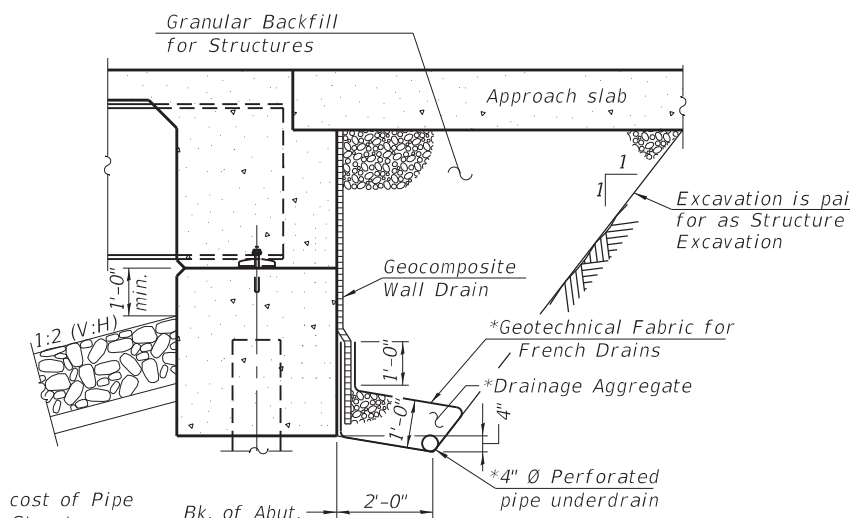 Granular Backfill
for Structures
Approach slab
1
1
Excavation is pai
for as Structure
Excavation
Geocomposite
Wall Drain
1'-0"
min.
1:2 (V:H)
*Geotechnical Fabric for
French Drains
1'-0"
*Drainage Aggregate
1'-0"
4"
*4" Ø Perforated
pipe underdrain
cost of Pipe
Bk. of Abut.
2'-0"